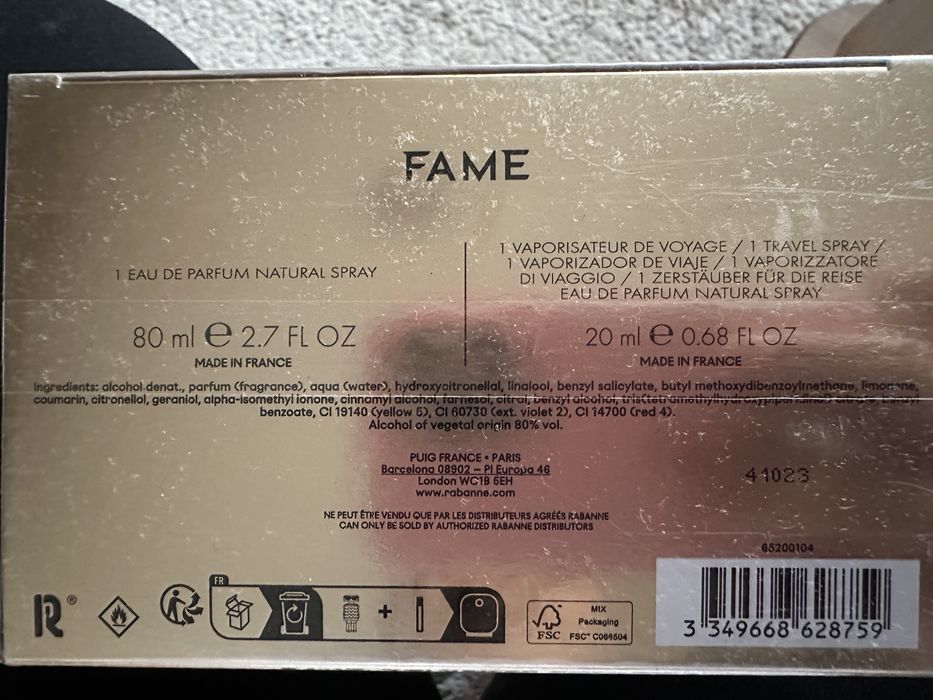 FAME
1 EAU DE PARFUM NATURAL SPRAY
80 ml e 2.7 FL OZ
MADE IN FRANCE
1 VAPORISATEUR DE VOYAGE / 1 TRAVEL SPRAY /
1 VAPORIZADOR DE VIAJE / 1 VAPORIZZATORE
DI VIAGGIO / 1 ZERSTÄUBER FÜR DIE REISE
EAU DE PARFUM NATURAL SPRAY
20 ml e 0.68 FL OZ
MADE IN FRANCE
Ingredients: alcohol denat., parfum (fragrance), aqua (water), hydroxycitronellal, linalool, benzyl salicylate, butyl methoxydibenzoylmethane, limonene,
coumarin, citronellol, geraniol, alpha-isomethyl ionone, cinnamyl alcohol, farnesol, citral, benzyl alcohol, tris(tetramethylhydroxypiperidinol) citrate, benzyl
benzoate, CI 19140 (yellow 5), CI 60730 (ext. violet 2), CI 14700 (red 4).
Alcohol of vegetal origin 80% vol.
PUIG FRANCE • PARIS
Barcelona 08902 – Pl Europa 46
London WC1B 5EH
www.rabanne.com
41023
NE PEUT ÊTRE VENDU QUE PAR LES DISTRIBUTEURS AGRÉÉS RABANNE
CAN ONLY BE SOLD BY AUTHORIZED RABANNE DISTRIBUTORS
65200104
R®
FR
+
FSC
MIX
Packaging
FSC™ C066504
3 349668 628759